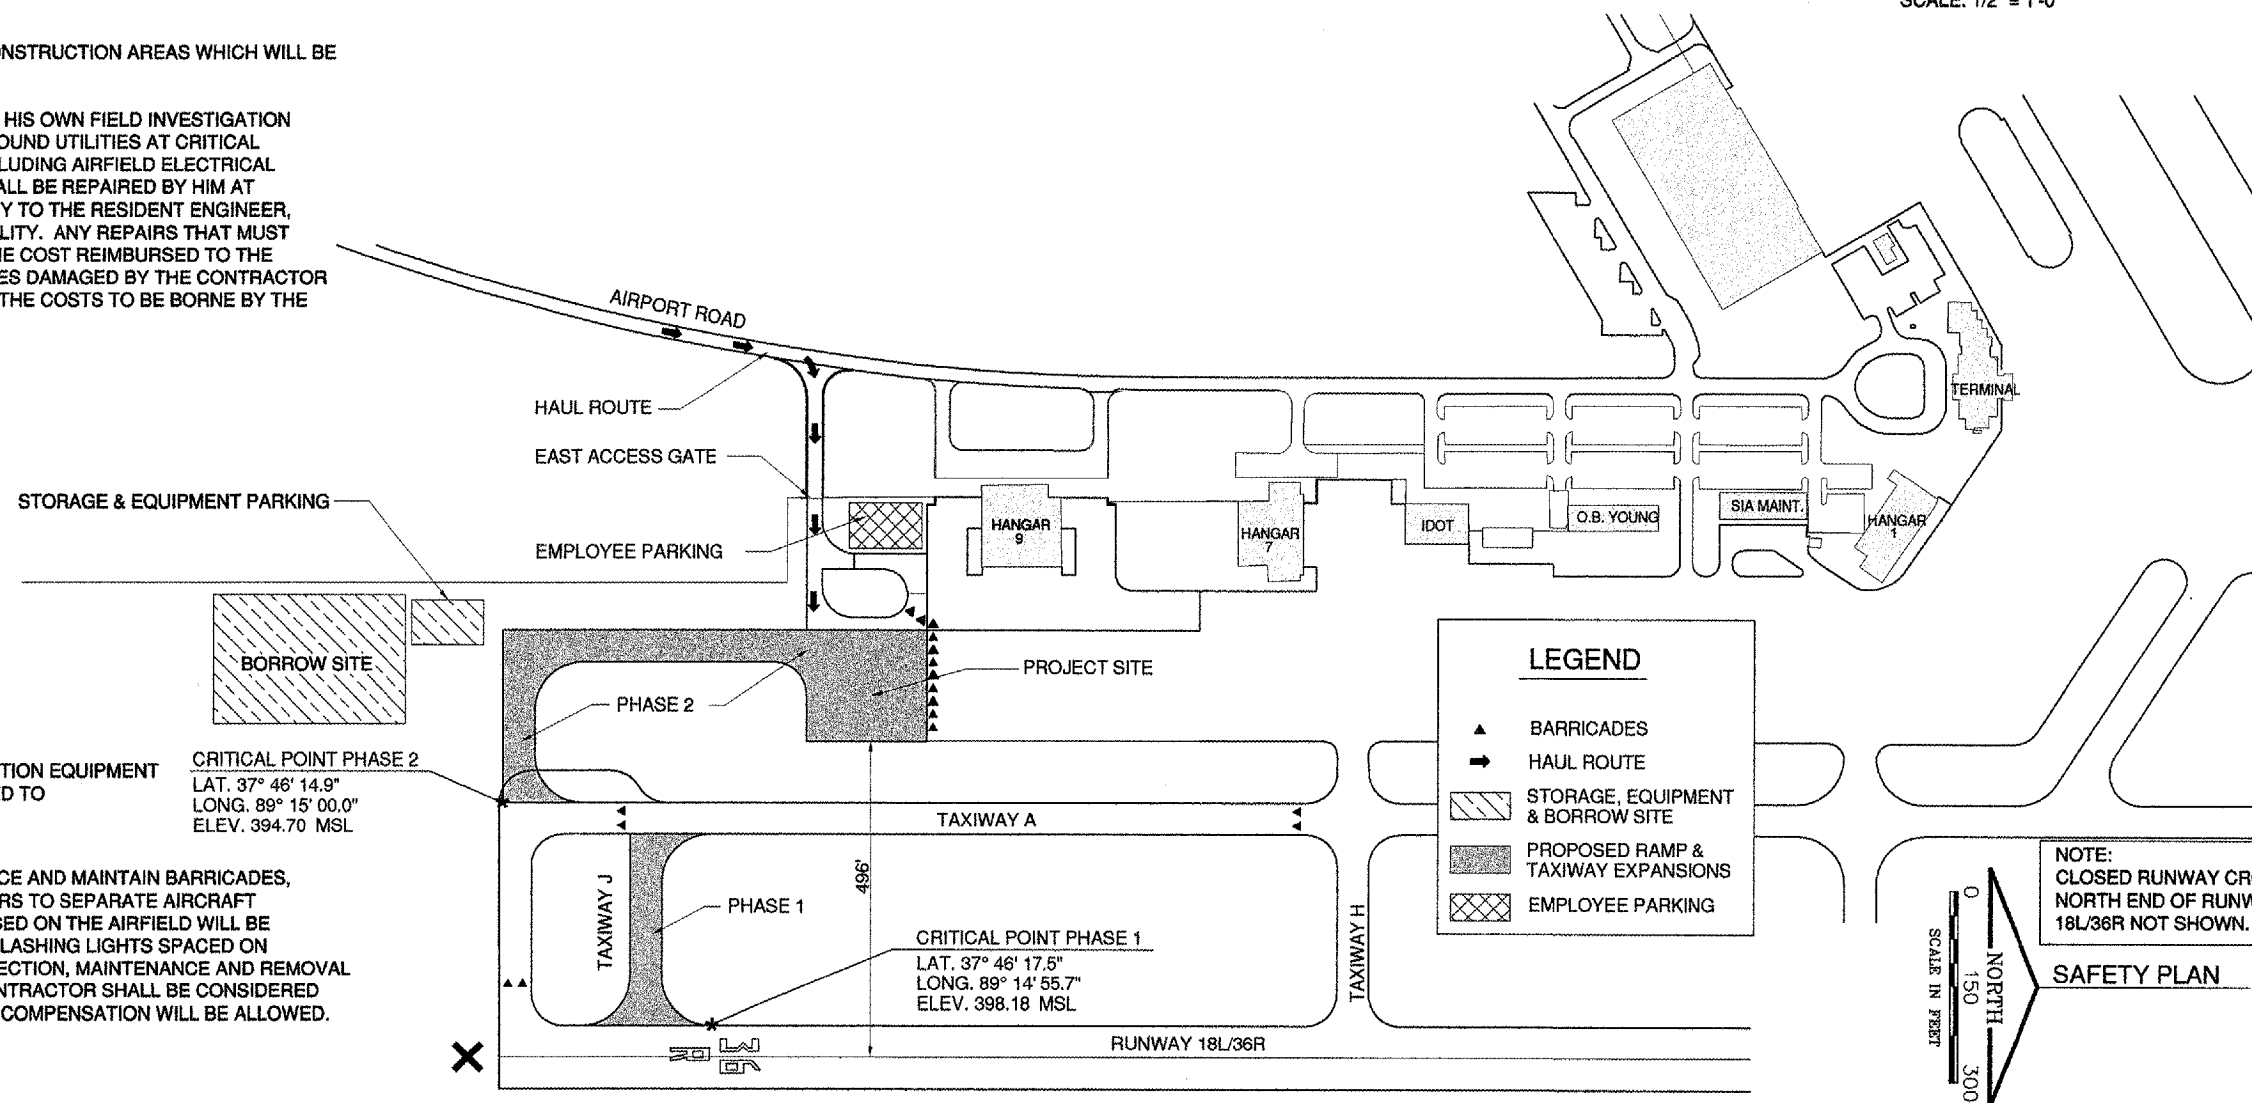 SCALE: 1/2" = 1'-0"
ONSTRUCTION AREAS WHICH WILL BE
HIS OWN FIELD INVESTIGATION
OUND UTILITIES AT CRITICAL
LUDING AIRFIELD ELECTRICAL
ALL BE REPAIRED BY HIM AT
Y TO THE RESIDENT ENGINEER,
LITY. ANY REPAIRS THAT MUST
E COST REIMBURSED TO THE
ES DAMAGED BY THE CONTRACTOR
THE COSTS TO BE BORNE BY THE
AIRPORT ROAD
HAUL ROUTE
EAST ACCESS GATE
STORAGE & EQUIPMENT PARKING
EMPLOYEE PARKING
HANGAR
9
HANGAR
7
IDOT
O.B. YOUNG
SIA MAINT.
HANGAR
1
TERMINAL
BORROW SITE
PROJECT SITE
PHASE 2
TION EQUIPMENT
D TO
CRITICAL POINT PHASE 2
LAT. 37° 46' 14.9"
LONG. 89° 15' 00.0"
ELEV. 394.70 MSL
TAXIWAY A
496'
CE AND MAINTAIN BARRICADES,
RS TO SEPARATE AIRCRAFT
SED ON THE AIRFIELD WILL BE
LASHING LIGHTS SPACED ON
ECTION, MAINTENANCE AND REMOVAL
NTRACTOR SHALL BE CONSIDERED
COMPENSATION WILL BE ALLOWED.
TAXIWAY J
PHASE 1
CRITICAL POINT PHASE 1
LAT. 37° 46' 17.5"
LONG. 89° 14' 55.7"
ELEV. 398.18 MSL
TAXIWAY H
36
R
RUNWAY 18L/36R
LEGEND
BARRICADES
HAUL ROUTE
STORAGE, EQUIPMENT
& BORROW SITE
PROPOSED RAMP &
TAXIWAY EXPANSIONS
EMPLOYEE PARKING
0
150
300
SCALE IN FEET
NORTH
NOTE:
CLOSED RUNWAY CR
NORTH END OF RUNW
18L/36R NOT SHOWN.
SAFETY PLAN